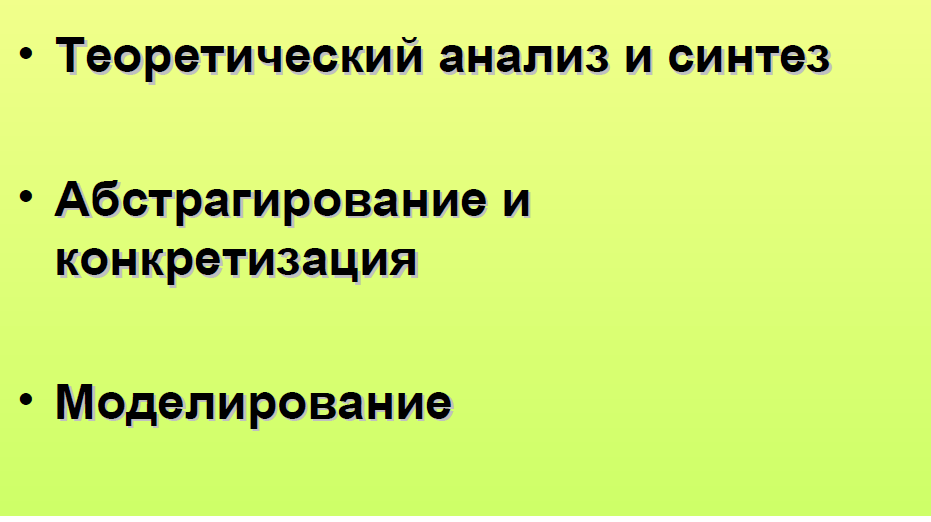 • Теоретический анализ и синтез
• Абстрагирование и
конкретизация
• Моделирование